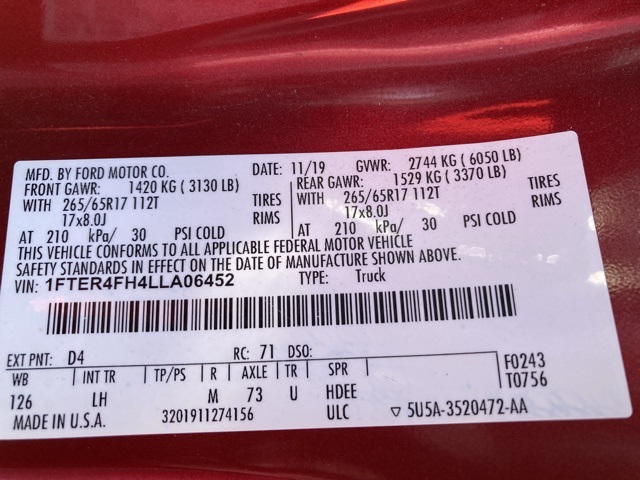 MFD. BY FORD MOTOR CO. DATE: 11/19 GVWR: 2744 KG ( 6050 LB)
FRONT GAWR: 1420 KG ( 3130 LB) REAR GAWR: 1529 KG ( 3370 LB)
WITH 265/65R17 112T TIRES WITH 265/65R17 112T TIRES
17x8.0J RIMS 17x8.0J RIMS
AT 210 kPa/ 30 PSI COLD AT 210 kPa/ 30 PSI COLD
THIS VEHICLE CONFORMS TO ALL APPLICABLE FEDERAL MOTOR VEHICLE
SAFETY STANDARDS IN EFFECT ON THE DATE OF MANUFACTURE SHOWN ABOVE.
VIN: 1FTER4FH4LLA06452 TYPE: Truck
EXT PNT: D4 RC: 71 DSO:
WB INT TR TP/PS R AXLE TR SPR F0243
126 LH M 73 U HDEE T0756
MADE IN U.S.A. 3201911274156 ULC ▽ 5U5A-3520472-AA